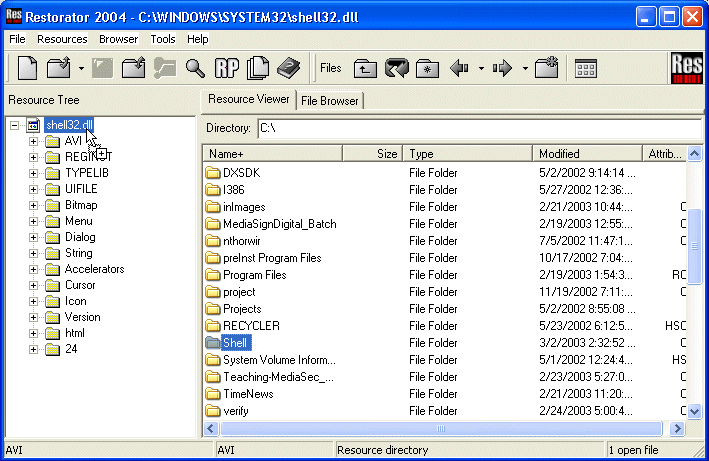 Restorator 2004 - C:\WINDOWS\SYSTEM32\shell32.dll
File Resources Browser Tools Help
RP Files Res
Resource Tree
Resource Viewer File Browser
Directory: C:\
shell32.dll
AVI
REGINST
TYPELIB
UIFILE
Bitmap
Menu
Dialog
String
Accelerators
Cursor
Icon
Version
html
24
Name+ Size Type Modified Attrib...
DXSDK File Folder 5/2/2002 9:14:14 ...
I386 File Folder 5/27/2002 12:36:...
inImages File Folder 2/21/2003 10:44:... C
MediaSignDigital_Batch File Folder 2/19/2003 12:55:... C
nthorwir File Folder 7/5/2002 11:47:1... C
preInst Program Files File Folder 10/17/2002 7:04:...
Program Files File Folder 2/19/2003 1:54:3... RC
project File Folder 11/19/2002 7:11:... C
Projects File Folder 5/2/2002 8:55:08 ...
RECYCLER File Folder 5/23/2002 6:12:5... HSC
Shell File Folder 3/2/2003 2:32:52 ... C
System Volume Inform... File Folder 5/1/2002 12:24:4... HS
Teaching-MediaSec_... File Folder 2/23/2003 5:27:0... C
TimeNews File Folder 2/21/2003 11:20:... C
verify File Folder 2/24/2003 5:00:4... C
AVI AVI Resource directory 1 open file